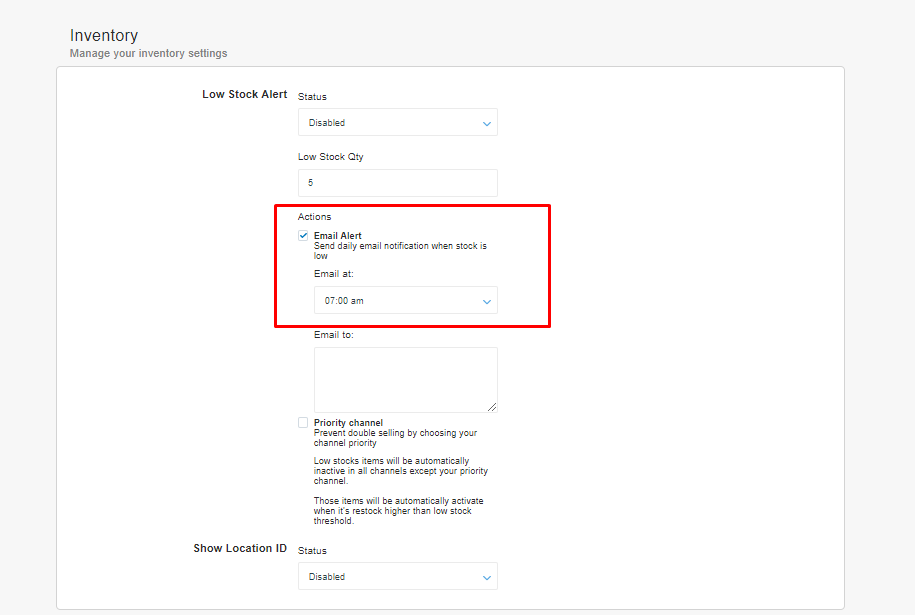 Inventory
Manage your inventory settings
Low Stock Alert
Status
Disabled
Low Stock Qty
5
Actions
Email Alert
Send daily email notification when stock is
low
Email at:
07:00 am
Email to:
Priority channel
Prevent double selling by choosing your
channel priority
Low stocks items will be automatically
inactive in all channels except your priority
channel.
Those items will be automatically activate
when it's restock higher than low stock
threshold.
Show Location ID
Status
Disabled